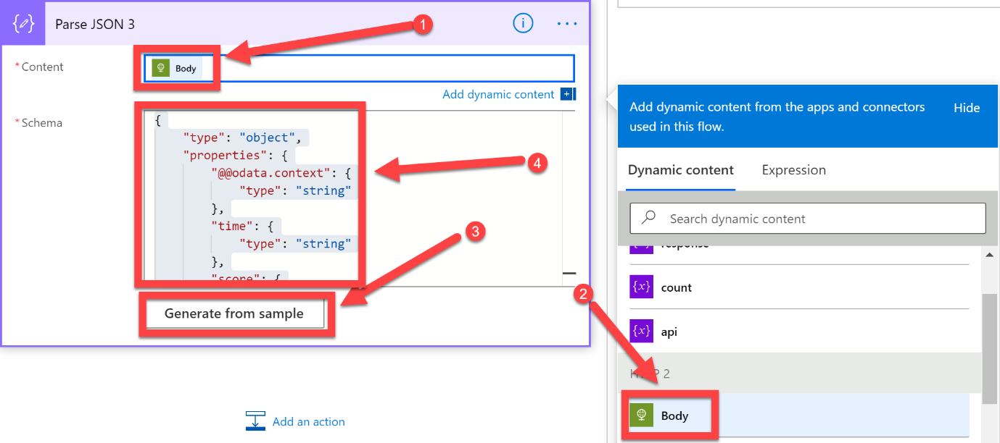 Parse JSON 3
1
* Content
Body
Add dynamic content
* Schema
{
"type": "object",
"properties": {
"@@odata.context": {
"type": "string"
},
"time": {
"type": "string"
},
"score": {
4
3
Generate from sample
Add an action
Add dynamic content from the apps and connectors
used in this flow.
Hide
Dynamic content
Expression
Search dynamic content
response
{x} count
{x} api
2
HTTP 2
Body